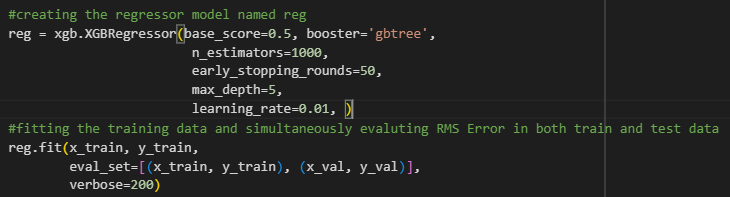 #creating the regressor model named reg
reg = xgb.XGBRegressor(base_score=0.5, booster='gbtree',
n_estimators=1000,
early_stopping_rounds=50,
max_depth=5,
learning_rate=0.01, )
#fitting the training data and simultaneously evaluting RMS Error in both train and test data
reg.fit(x_train, y_train,
eval_set=[(x_train, y_train), (x_val, y_val)],
verbose=200)